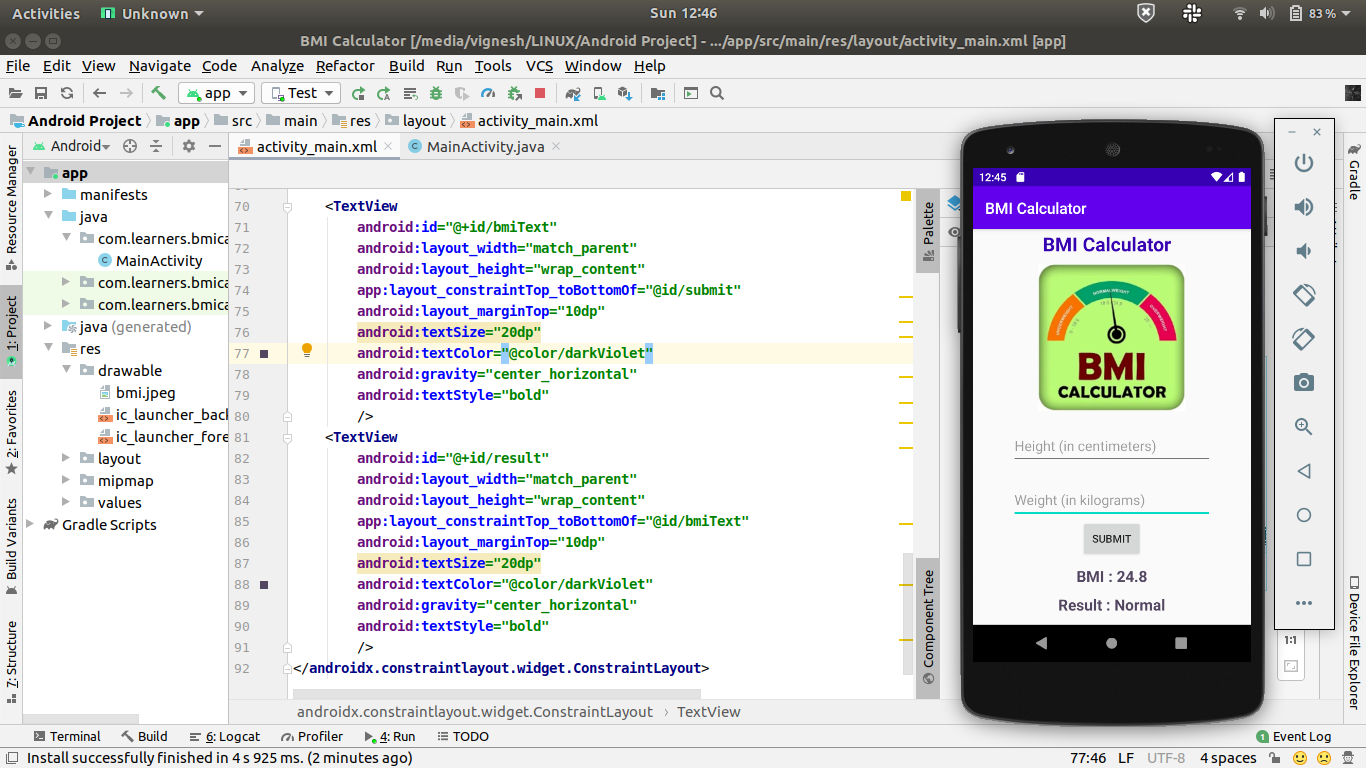 Activities Unknown Sun 12:46 83 %
BMI Calculator [/media/vignesh/LINUX/Android Project] - .../app/src/main/res/layout/activity_main.xml [app]
File Edit View Navigate Code Analyze Refactor Build Run Tools VCS Window Help
app Test
Android Project app src main res layout activity_main.xml
Android activity_main.xml MainActivity.java
Resource Manager
1: Project
2: Favorites
Build Variants
7: Structure
app
manifests
java
com.learners.bmica
MainActivity
com.learners.bmica
com.learners.bmica
java (generated)
res
drawable
bmi.jpeg
ic_launcher_back
ic_launcher_fore
layout
mipmap
values
Gradle Scripts
70 <TextView
71 android:id="@+id/bmiText"
72 android:layout_width="match_parent"
73 android:layout_height="wrap_content"
74 app:layout_constraintTop_toBottomOf="@id/submit"
75 android:layout_marginTop="10dp"
76 android:textSize="20dp"
77 android:textColor="@color/darkViolet"
78 android:gravity="center_horizontal"
79 android:textStyle="bold"
80 />
81 <TextView
82 android:id="@+id/result"
83 android:layout_width="match_parent"
84 android:layout_height="wrap_content"
85 app:layout_constraintTop_toBottomOf="@id/bmiText"
86 android:layout_marginTop="10dp"
87 android:textSize="20dp"
88 android:textColor="@color/darkViolet"
89 android:gravity="center_horizontal"
90 android:textStyle="bold"
91 />
92 </androidx.constraintlayout.widget.ConstraintLayout>
androidx.constraintlayout.widget.ConstraintLayout › TextView
Palette
Component Tree
12:45
BMI Calculator
BMI Calculator
NORMAL WEIGHT
BMI
CALCULATOR
Height (in centimeters)
Weight (in kilograms)
SUBMIT
BMI : 24.8
Result : Normal
1:1
Gradle
Device File Explorer
Terminal Build 6: Logcat Profiler 4: Run TODO 1 Event Log
Install successfully finished in 4 s 925 ms. (2 minutes ago) 77:46 LF UTF-8 4 spaces